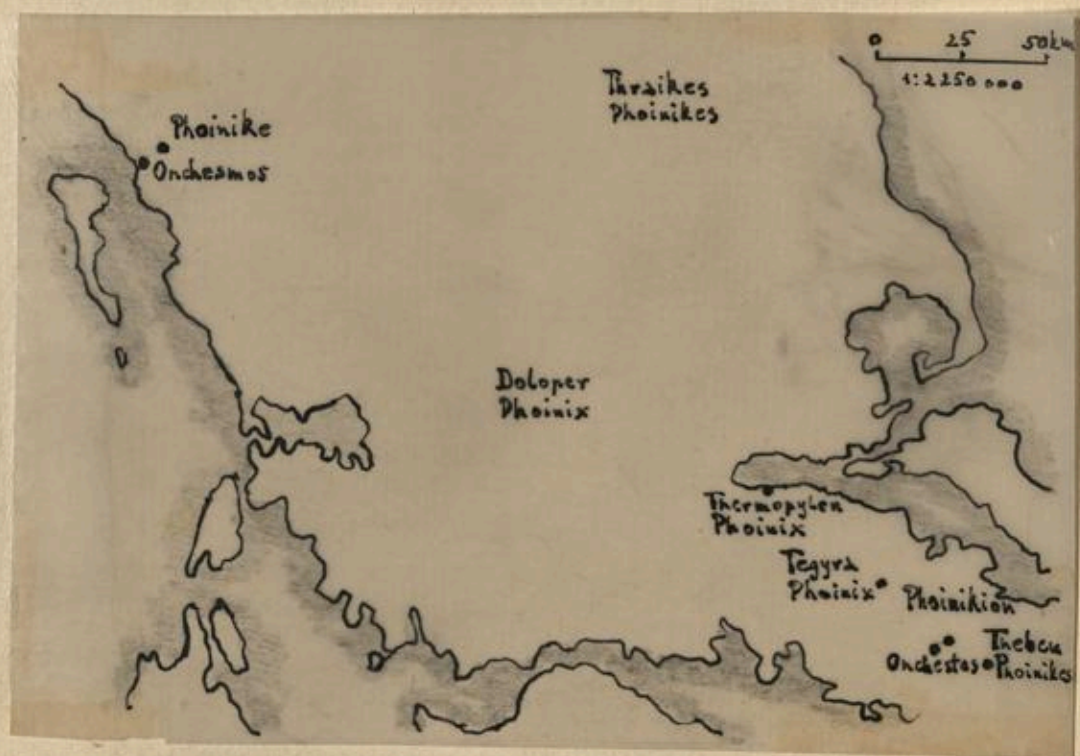 0 25 50km
1:2250000
Thraikes
Phoinikes
Phoinike
Onchesmos
Doloper
Phoinix
Thermopylen
Phoinix
Tegyra
Phoinix
Phoinikion
Theben
Onchestos
Phoinikes